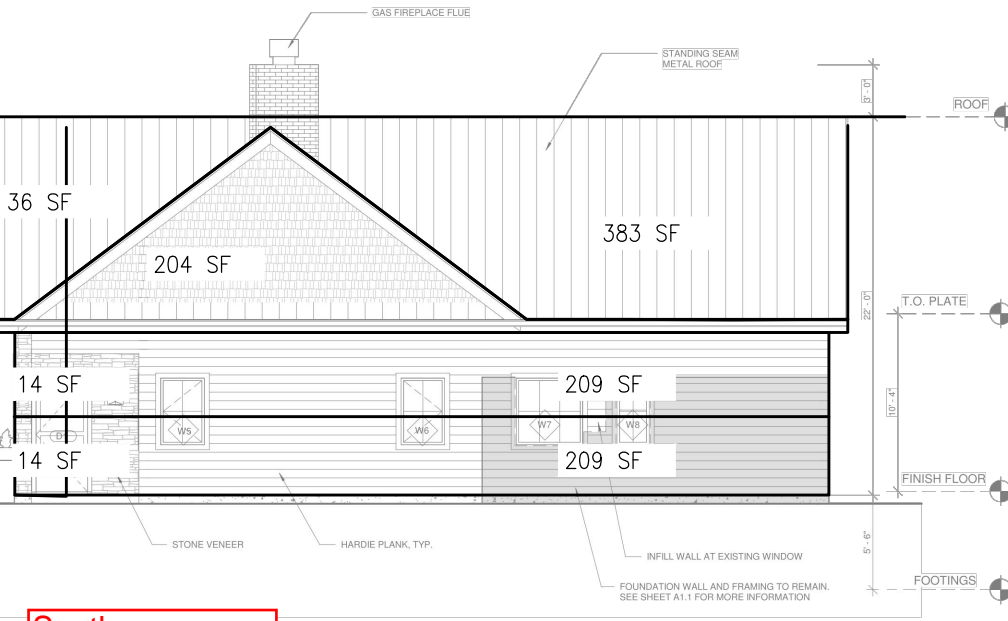 GAS FIREPLACE FLUE
STANDING SEAM
METAL ROOF
3' - 0"
ROOF
36 SF
204 SF
383 SF
22' - 0"
T.O. PLATE
14 SF
209 SF
10' - 4"
D
W5
W6
W7
W8
14 SF
209 SF
FINISH FLOOR
STONE VENEER
HARDIE PLANK, TYP.
INFILL WALL AT EXISTING WINDOW
5' - 6"
FOUNDATION WALL AND FRAMING TO REMAIN.
SEE SHEET A1.1 FOR MORE INFORMATION
FOOTINGS